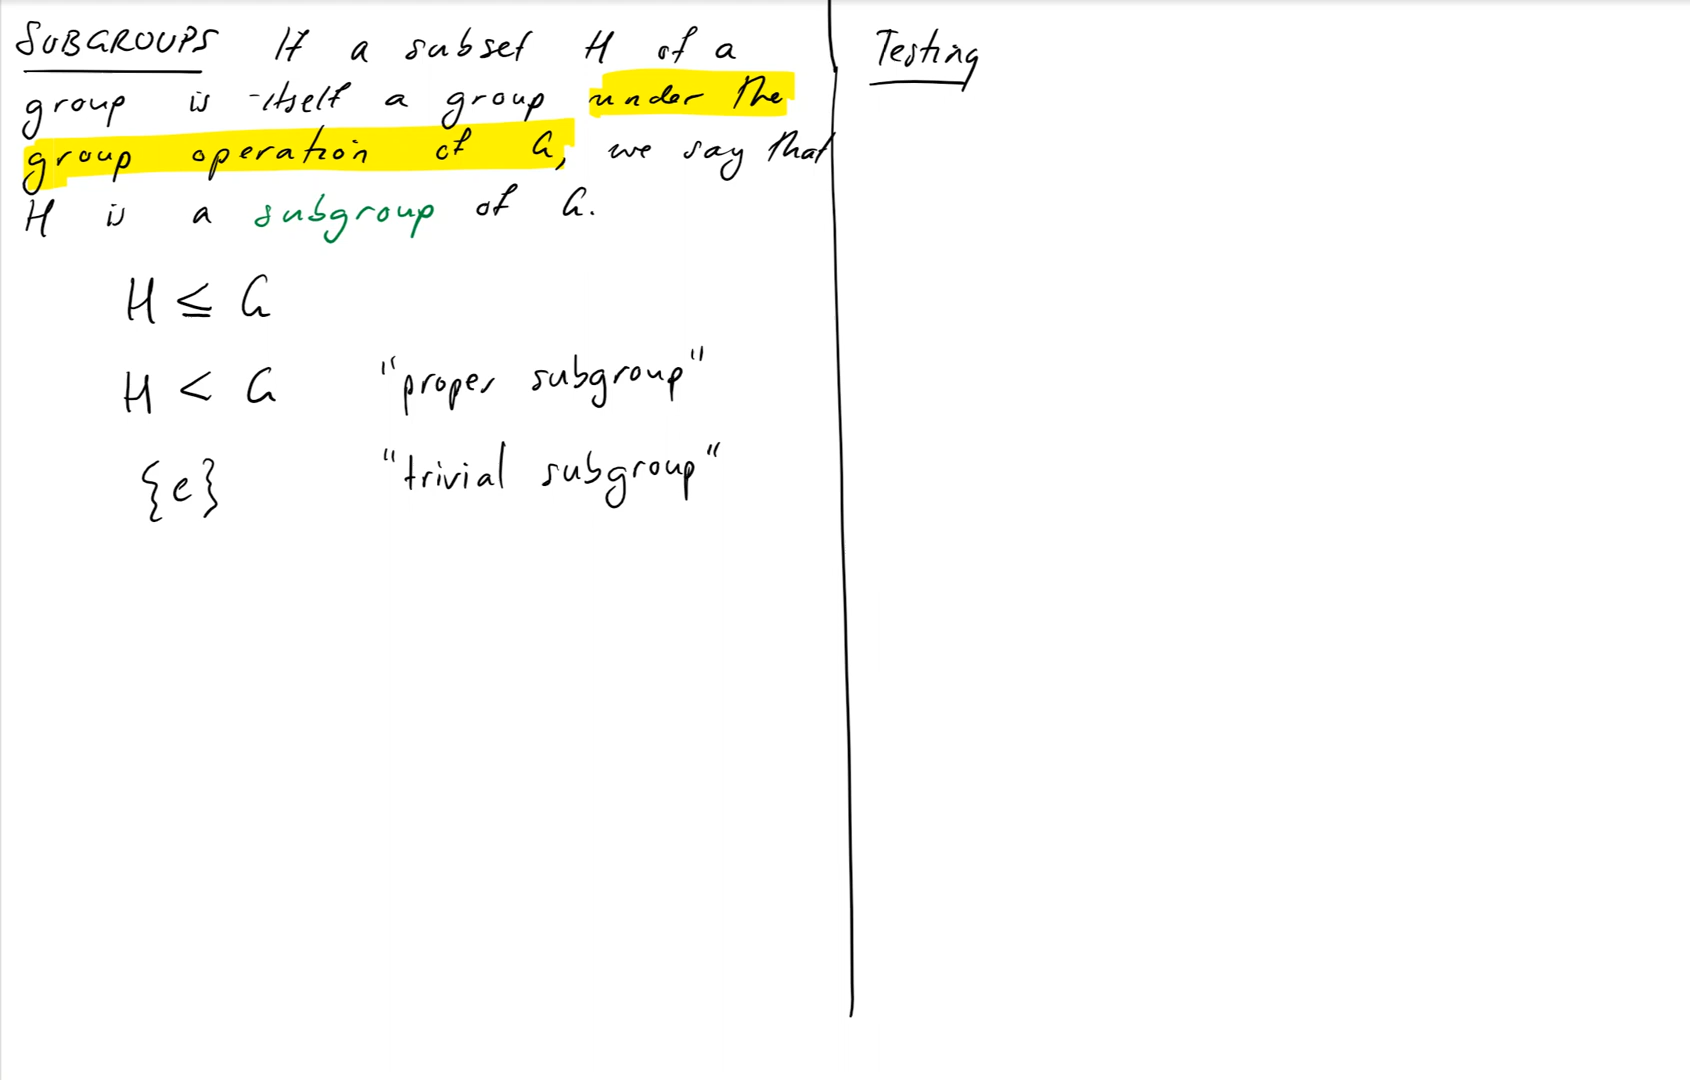 SUBGROUPS If a subset H of a
group is itself a group under the
group operation of G, we say that
H is a subgroup of G.
H ≤ G
H < G "proper subgroup"
{e} "trivial subgroup"
Testing